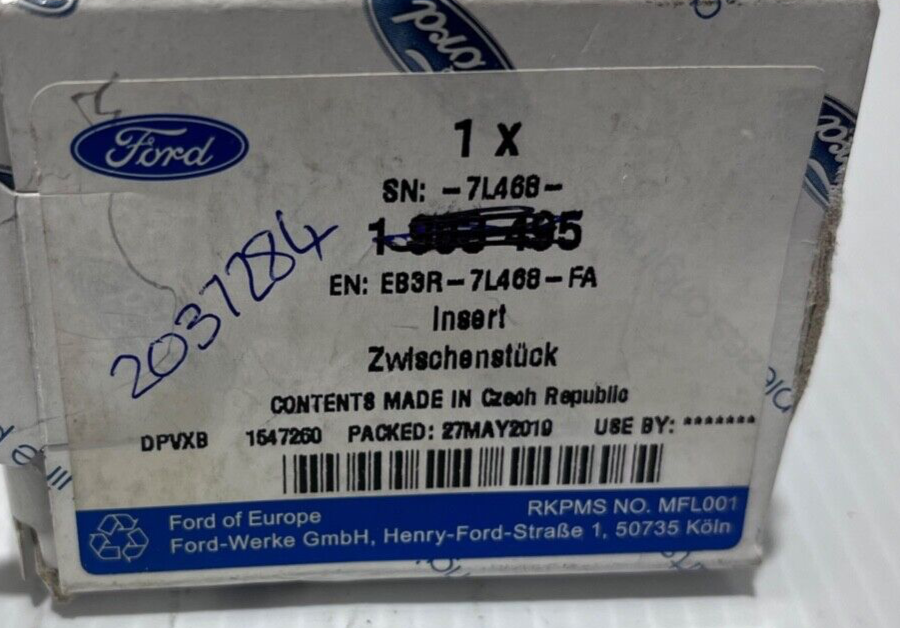 Ford
Ford
1 X
SN: -7L468-
2037284
EN: EB3R-7L468-FA
Insert
Zwischenstück
CONTENTS MADE IN Czech Republic
DPVXB 1547260 PACKED: 27MAY2019 USE BY: *******
RKPMS NO. MFL001
Ford of Europe
Ford-Werke GmbH, Henry-Ford-Straße 1, 50735 Köln